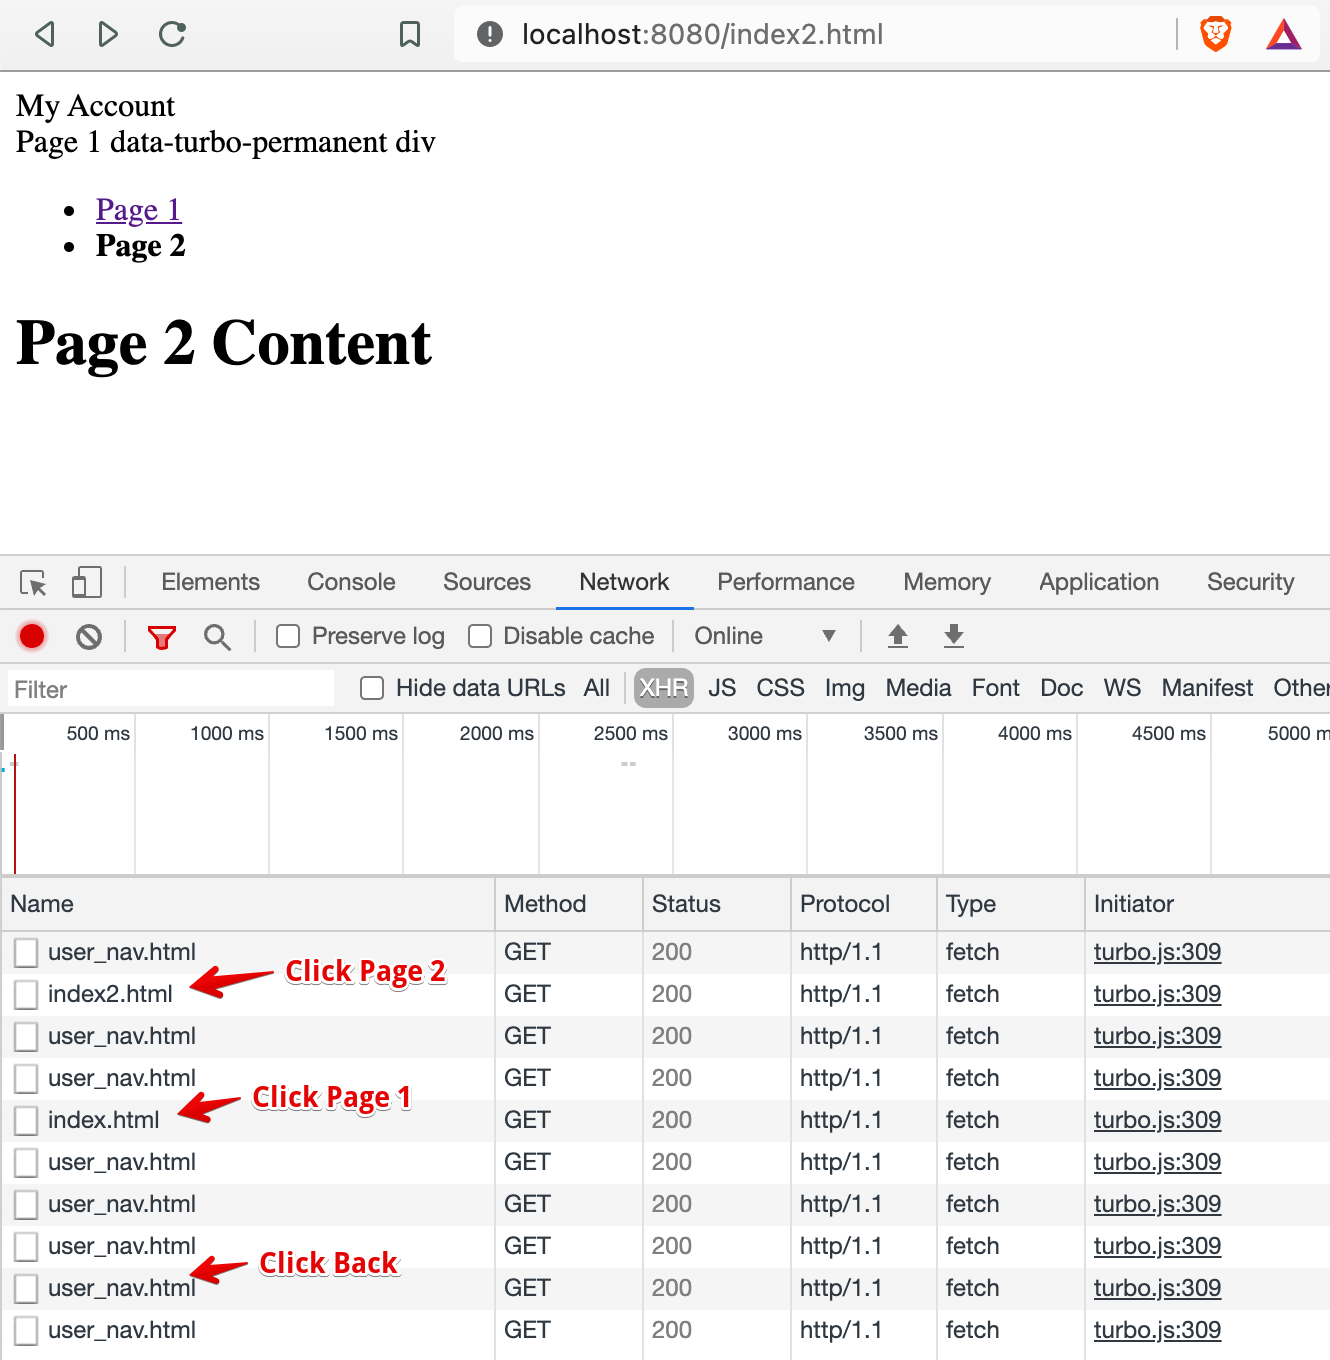 localhost:8080/index2.html
My Account
Page 1 data-turbo-permanent div
Page 1
Page 2
Page 2 Content
Elements Console Sources Network Performance Memory Application Security
Preserve log Disable cache Online
Filter Hide data URLs All XHR JS CSS Img Media Font Doc WS Manifest Other
500 ms 1000 ms 1500 ms 2000 ms 2500 ms 3000 ms 3500 ms 4000 ms 4500 ms 5000 m
Name Method Status Protocol Type Initiator
user_nav.html GET 200 http/1.1 fetch turbo.js:309
Click Page 2
index2.html GET 200 http/1.1 fetch turbo.js:309
user_nav.html GET 200 http/1.1 fetch turbo.js:309
user_nav.html GET 200 http/1.1 fetch turbo.js:309
Click Page 1
index.html GET 200 http/1.1 fetch turbo.js:309
user_nav.html GET 200 http/1.1 fetch turbo.js:309
user_nav.html GET 200 http/1.1 fetch turbo.js:309
user_nav.html GET 200 http/1.1 fetch turbo.js:309
Click Back
user_nav.html GET 200 http/1.1 fetch turbo.js:309
user_nav.html GET 200 http/1.1 fetch turbo.js:309